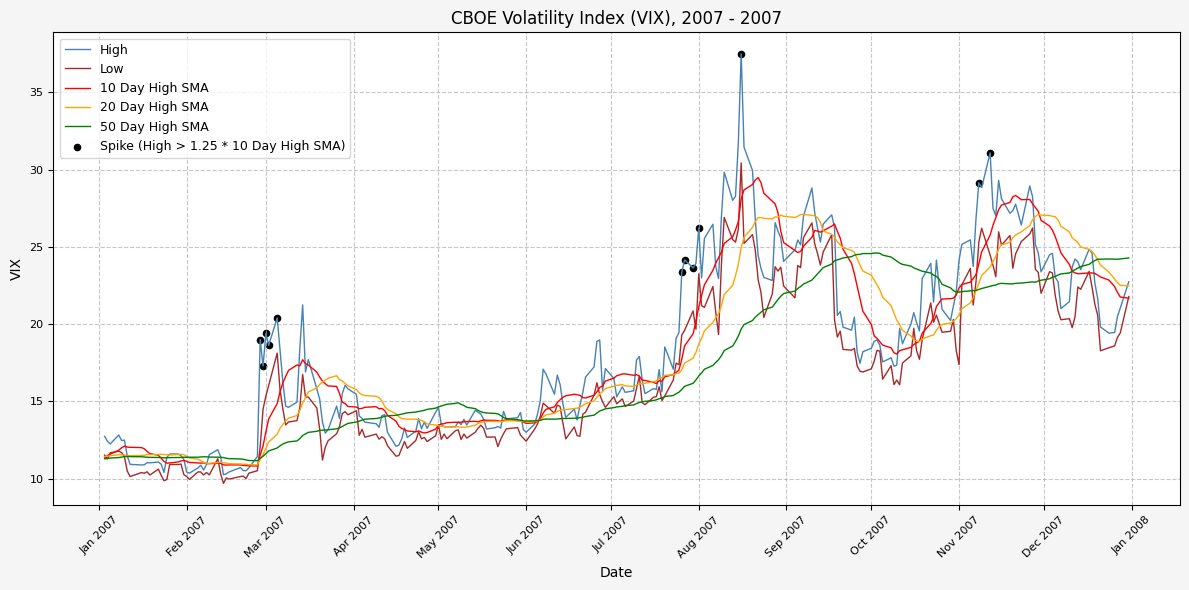 CBOE Volatility Index (VIX), 2007 - 2007
High
Low
10 Day High SMA
20 Day High SMA
50 Day High SMA
Spike (High > 1.25 * 10 Day High SMA)
VIX
35
30
25
20
15
10
Jan 2007
Feb 2007
Mar 2007
Apr 2007
May 2007
Jun 2007
Jul 2007
Aug 2007
Sep 2007
Oct 2007
Nov 2007
Dec 2007
Jan 2008
Date